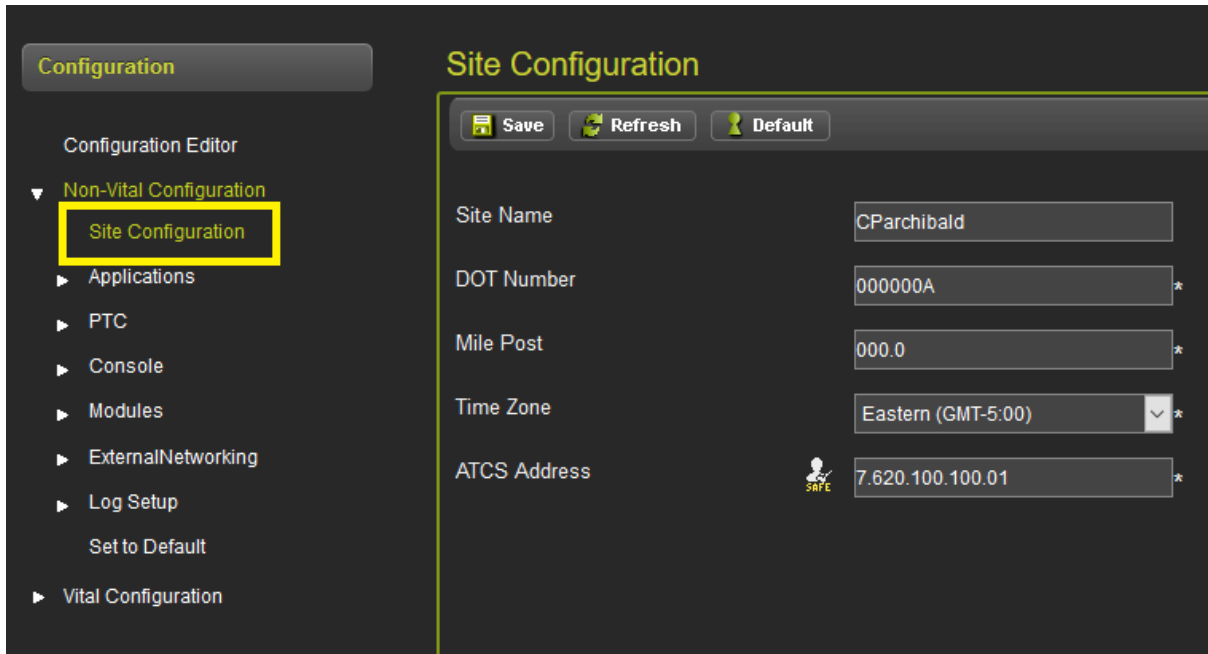 Configuration
Configuration Editor
Non-Vital Configuration
Site Configuration
Applications
PTC
Console
Modules
ExternalNetworking
Log Setup
Set to Default
Vital Configuration
Site Configuration
Save Refresh Default
Site Name CParchibald
DOT Number 000000A *
Mile Post 000.0 *
Time Zone Eastern (GMT-5:00) *
ATCS Address SAFE 7.620.100.100.01 *